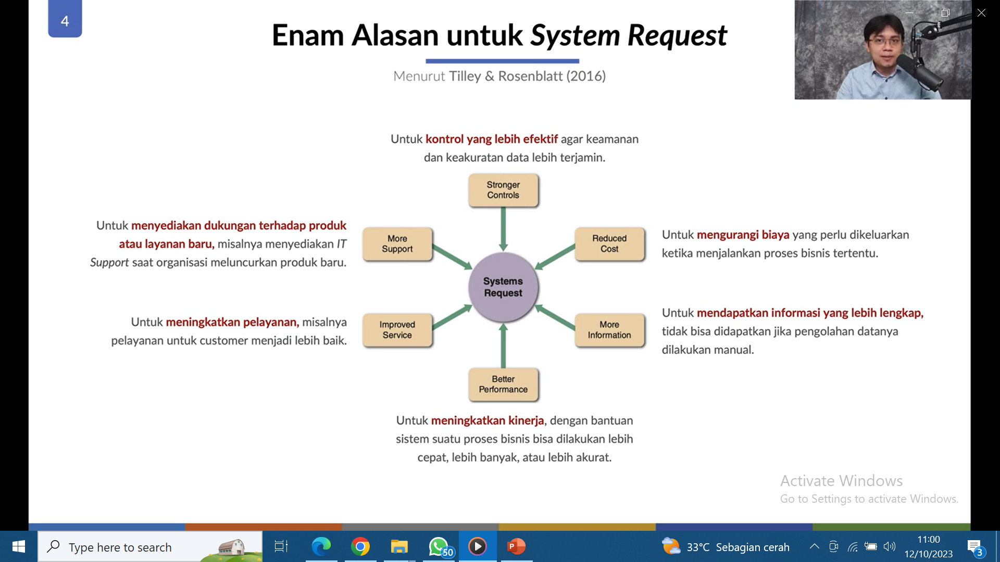 4
Enam Alasan untuk System Request
Menurut Tilley & Rosenblatt (2016)
Untuk kontrol yang lebih efektif agar keamanan
dan keakuratan data lebih terjamin.
Stronger
Controls
Untuk menyediakan dukungan terhadap produk
atau layanan baru, misalnya menyediakan IT
Support saat organisasi meluncurkan produk baru.
More
Support
Reduced
Cost
Untuk mengurangi biaya yang perlu dikeluarkan
ketika menjalankan proses bisnis tertentu.
Systems
Request
Untuk meningkatkan pelayanan, misalnya
pelayanan untuk customer menjadi lebih baik.
Improved
Service
More
Information
Untuk mendapatkan informasi yang lebih lengkap,
tidak bisa didapatkan jika pengolahan datanya
dilakukan manual.
Better
Performance
Untuk meningkatkan kinerja, dengan bantuan
sistem suatu proses bisnis bisa dilakukan lebih
cepat, lebih banyak, atau lebih akurat.
Activate Windows
Go to Settings to activate Windows.
Type here to search
50
P
33°C Sebagian cerah
11:00
12/10/2023
3